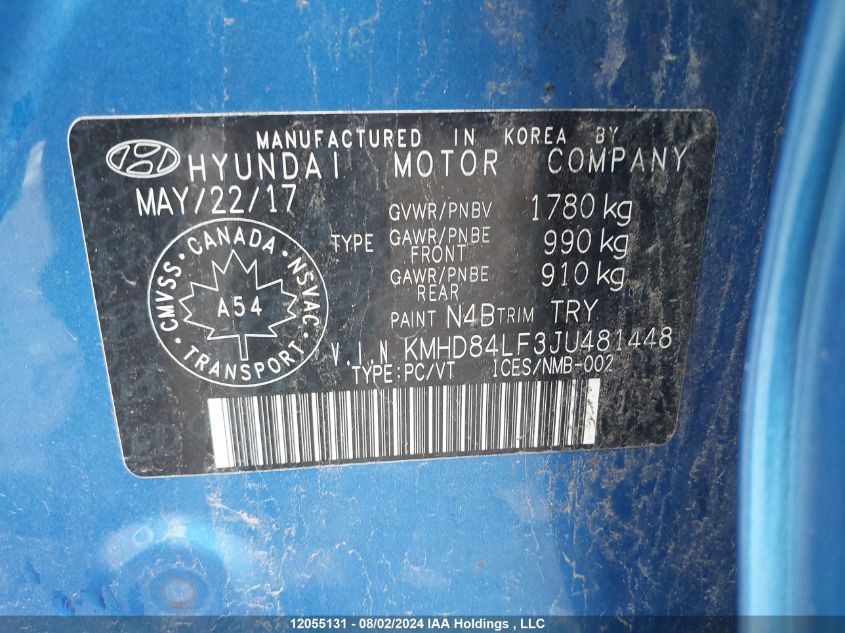 MANUFACTURED IN KOREA BY
HYUNDAI MOTOR COMPANY
MAY/22/17
GVWR/PNBV 1780 kg
TYPE GAWR/PNBE FRONT 990 kg
GAWR/PNBE REAR 910 kg
PAINT N4B TRIM TRY
CMVSS · CANADA · NSVAC
A54
TRANSPORT
V.I.N KMHD84LF3JU481448
TYPE:PC/VT 1CES/NMB-002
12055131 - 08/02/2024 IAA Holdings , LLC